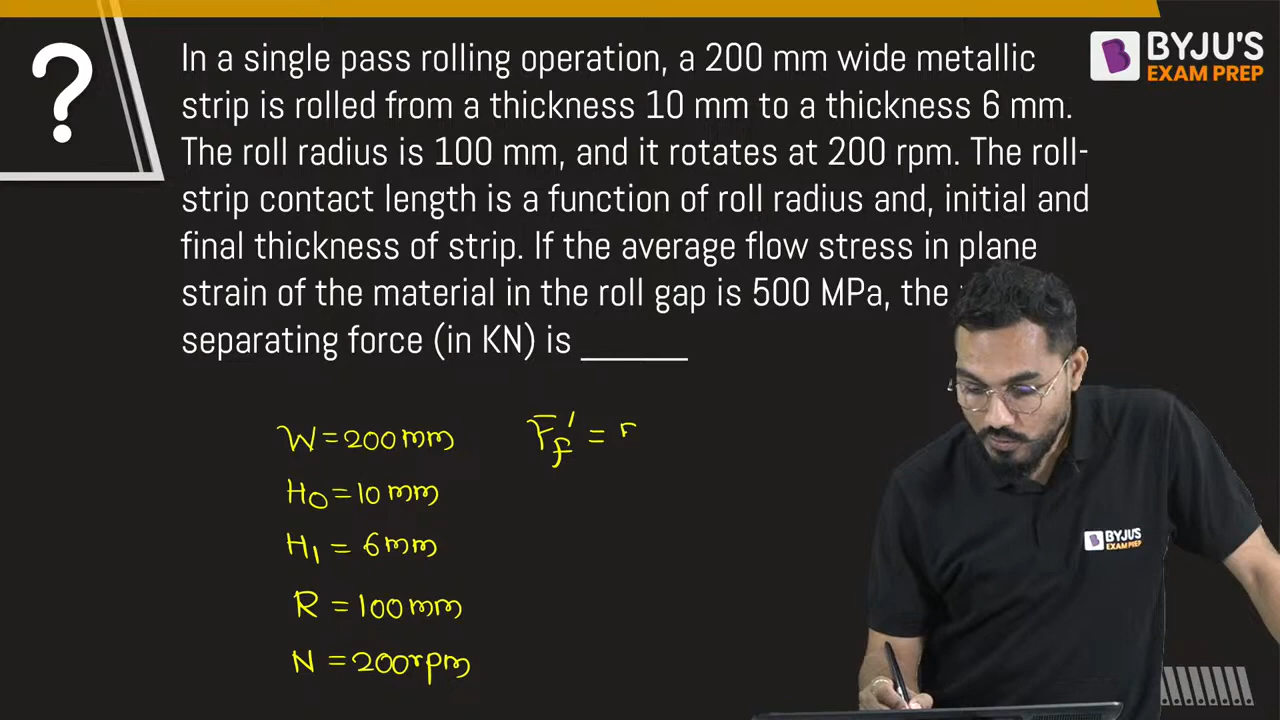 ?
BYJU'S
EXAM PREP
In a single pass rolling operation, a 200 mm wide metallic
strip is rolled from a thickness 10 mm to a thickness 6 mm.
The roll radius is 100 mm, and it rotates at 200 rpm. The roll-
strip contact length is a function of roll radius and, initial and
final thickness of strip. If the average flow stress in plane
strain of the material in the roll gap is 500 MPa, the
separating force (in KN) is ______
W = 200 mm
H₀ = 10 mm
H₁ = 6 mm
R = 100 mm
N = 200 rpm
BYJU'S
EXAM PREP